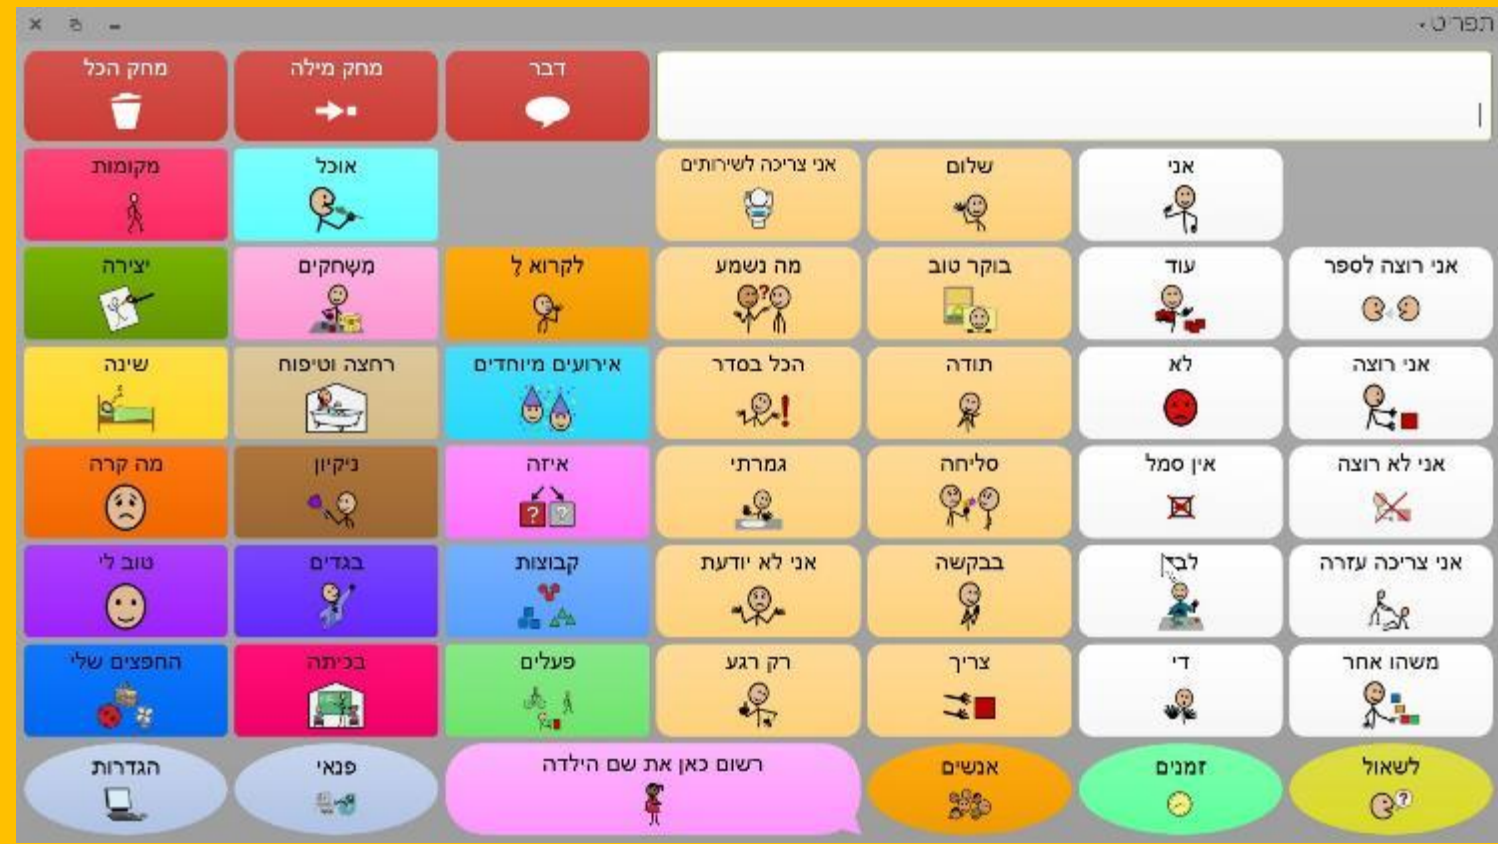 תפריט
דבר
מחק מילה
מחק הכל
אני
שלום
אני צריכה לשירותים
אוכל
מקומות
אני רוצה לספר
עוד
בוקר טוב
מה נשמע
לקרוא לְ
מִשְחקים
יצירה
אני רוצה
לא
תודה
הכל בסדר
אירועים מיוחדים
רחצה וטיפוח
שינה
אני לא רוצה
אין סמל
סליחה
גמרתי
איזה
ניקיון
מה קרה
אני צריכה עזרה
לבד
בבקשה
אני לא יודעת
קבוצות
בגדים
טוב לי
משהו אחר
די
צריך
רק רגע
פעלים
בכיתה
החפצים שלי
לשאול
זמנים
אנשים
רשום כאן את שם הילדה
פנאי
הגדרות